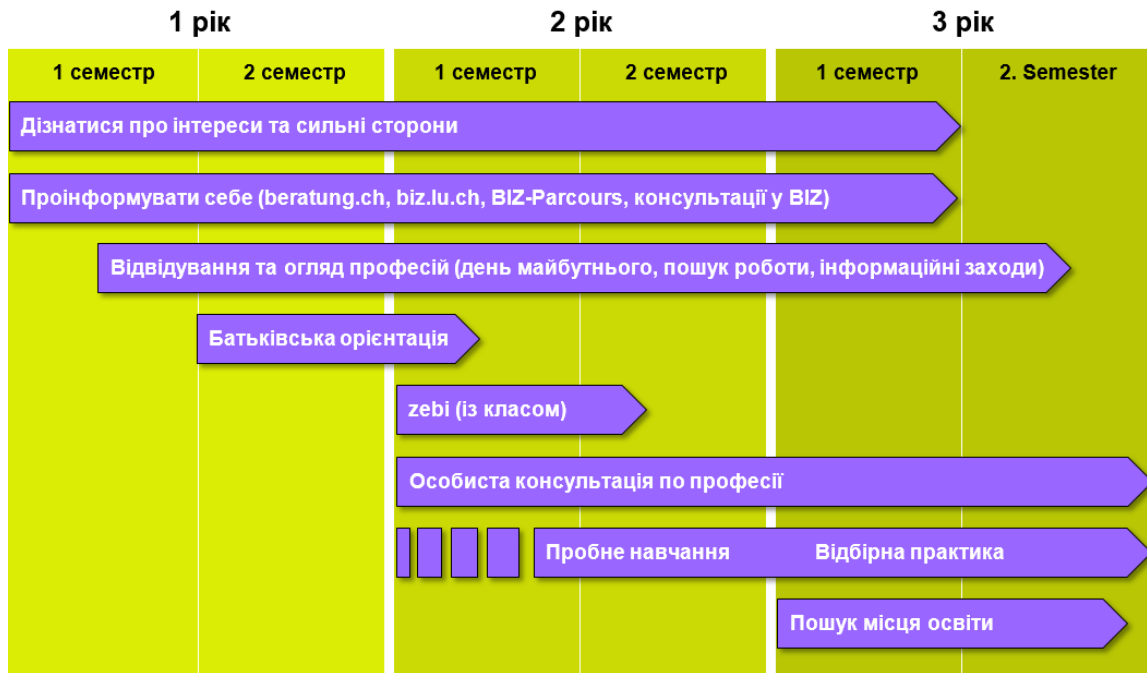 1 рік
2 рік
3 рік
1 семестр
2 семестр
1 семестр
2 семестр
1 семестр
2. Semester
Дізнатися про інтереси та сильні сторони
Проінформувати себе (beratung.ch, biz.lu.ch, BIZ-Parcours, консультації у BIZ)
Відвідування та огляд професій (день майбутнього, пошук роботи, інформаційні заходи)
Батьківська орієнтація
zebi (із класом)
Особиста консультація по професії
Пробне навчання
Відбірна практика
Пошук місця освіти